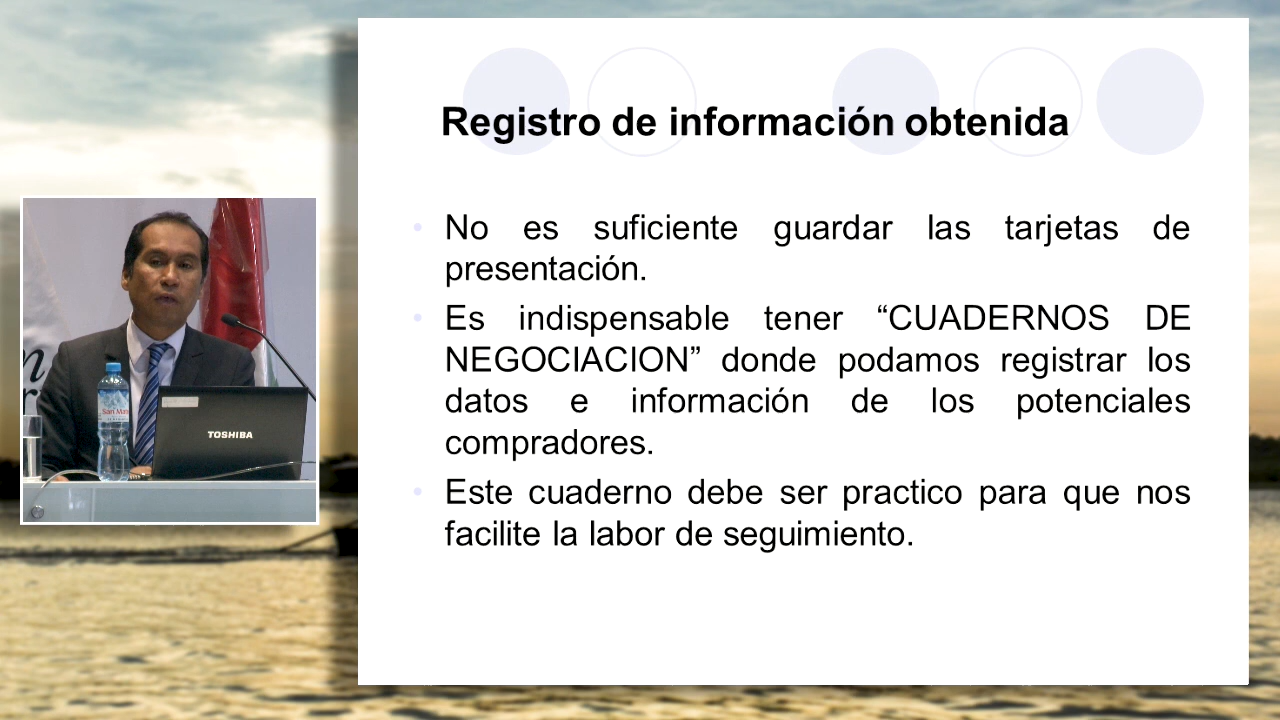 Registro de información obtenida
No es suficiente guardar las tarjetas de
presentación.
Es indispensable tener “CUADERNOS DE
NEGOCIACION” donde podamos registrar los
datos e información de los potenciales
compradores.
Este cuaderno debe ser practico para que nos
facilite la labor de seguimiento.
San Mateo
TOSHIBA